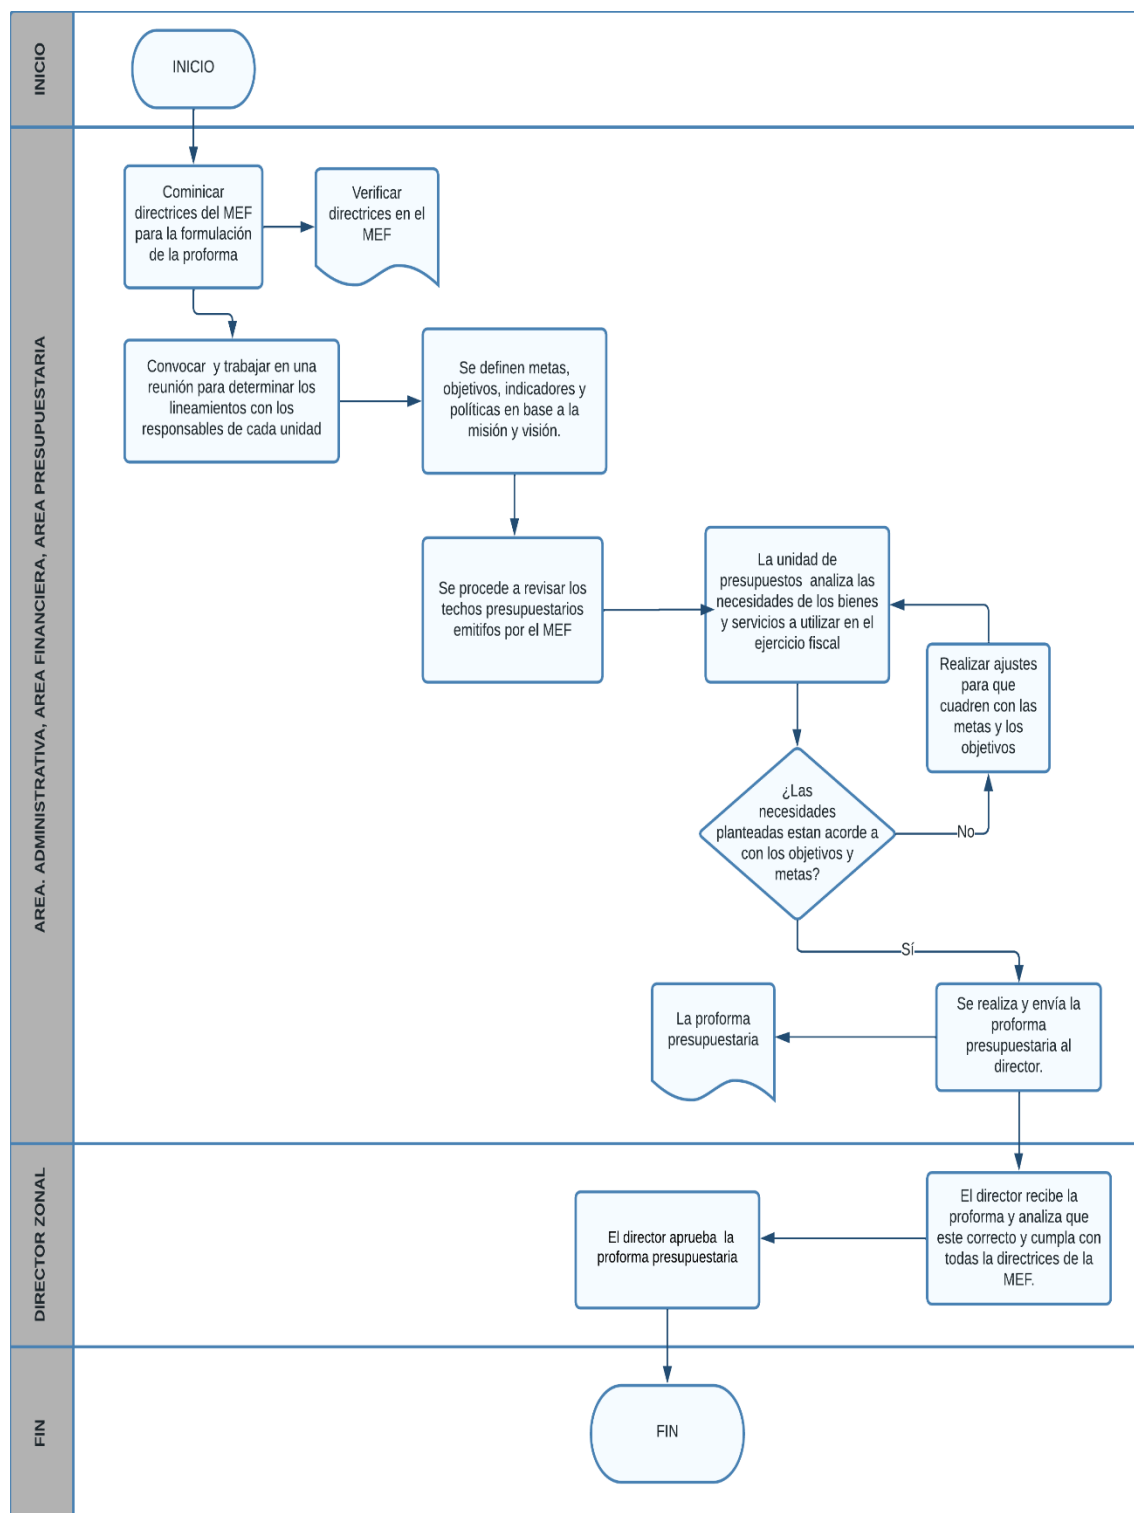 INICIO
INICIO
AREA. ADMINISTRATIVA, AREA FINANCIERA, AREA PRESUPUESTARIA
Cominicar
directrices del MEF
para la formulación
de la proforma
Verificar
directrices en el
MEF
Convocar y trabajar en una
reunión para determinar los
lineamientos con los
responsables de cada unidad
Se definen metas,
objetivos, indicadores y
políticas en base a la
misión y visión.
Se procede a revisar los
techos presupuestarios
emitifos por el MEF
La unidad de
presupuestos analiza las
necesidades de los bienes
y servicios a utilizar en el
ejercicio fiscal
Realizar ajustes
para que
cuadren con las
metas y los
objetivos
¿Las
necesidades
planteadas estan acorde a
con los objetivos y
metas?
No
Sí
Se realiza y envía la
proforma
presupuestaria al
director.
La proforma
presupuestaria
DIRECTOR ZONAL
El director recibe la
proforma y analiza que
este correcto y cumpla con
todas la directrices de la
MEF.
El director aprueba la
proforma presupuestaria
FIN
FIN